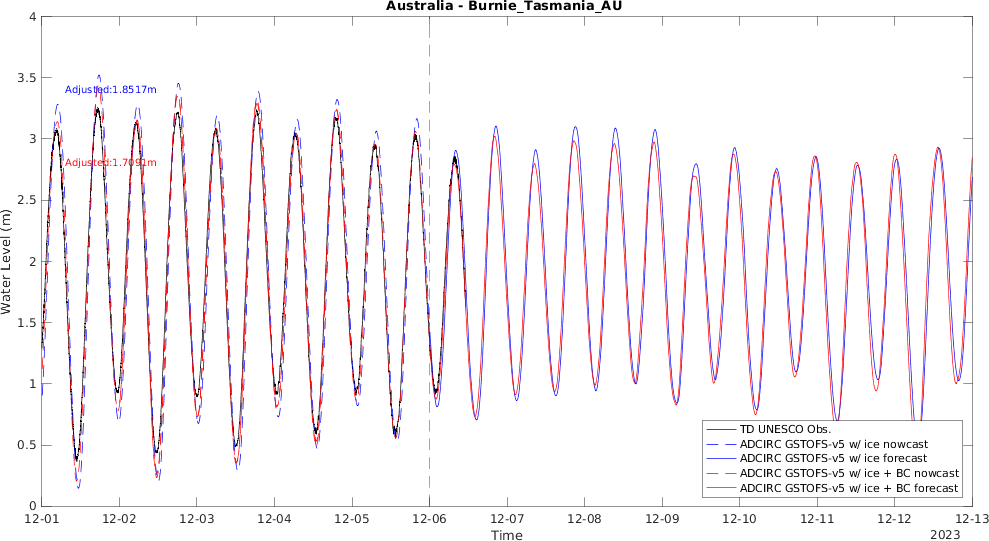 Australia - Burnie_Tasmania_AU
4
3.5
Adjusted:1.8517m
3
Adjusted:1.7091m
2.5
Water Level (m)
2
1.5
1
0.5
0
TD UNESCO Obs.
ADCIRC GSTOFS-v5 w/ ice nowcast
ADCIRC GSTOFS-v5 w/ ice forecast
ADCIRC GSTOFS-v5 w/ ice + BC nowcast
ADCIRC GSTOFS-v5 w/ ice + BC forecast
12-01 12-02 12-03 12-04 12-05 12-06 12-07 12-08 12-09 12-10 12-11 12-12 12-13
Time
2023